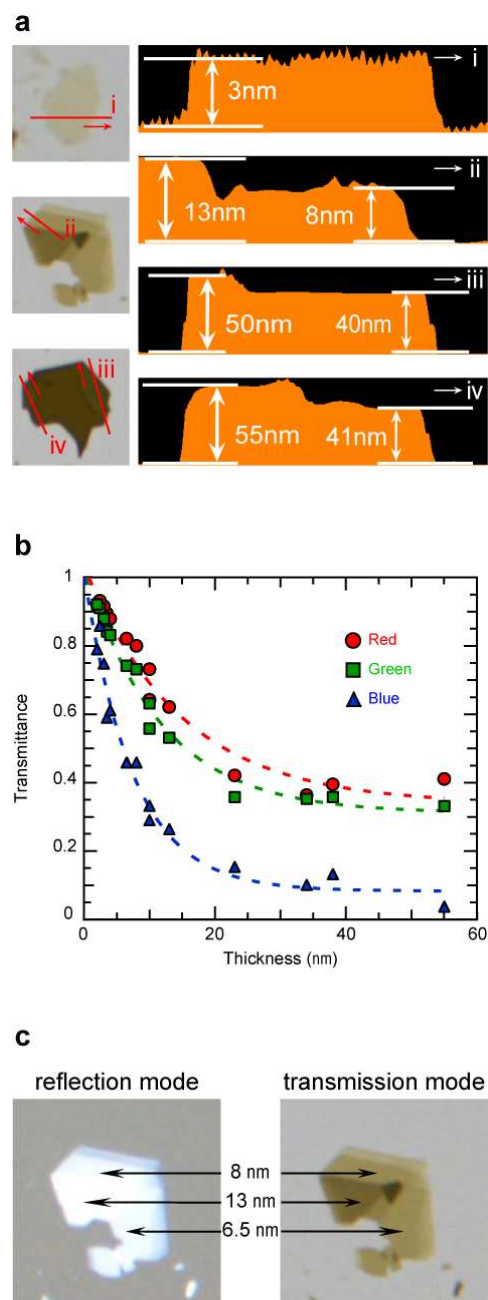 a
i
3nm
i
ii
13nm
8nm
ii
iii
50nm
40nm
iii
iv
55nm
41nm
iv
b
1
0.8
0.6
0.4
0.2
0
Transmittance
Red
Green
Blue
0 20 40 60
Thickness (nm)
c
reflection mode transmission mode
8 nm
13 nm
6.5 nm